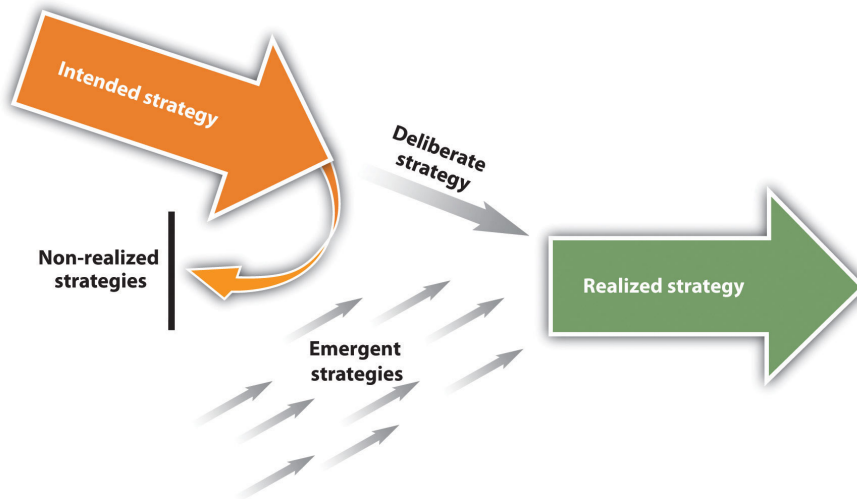 Intended strategy
Deliberate
strategy
Non-realized
strategies
Realized strategy
Emergent
strategies